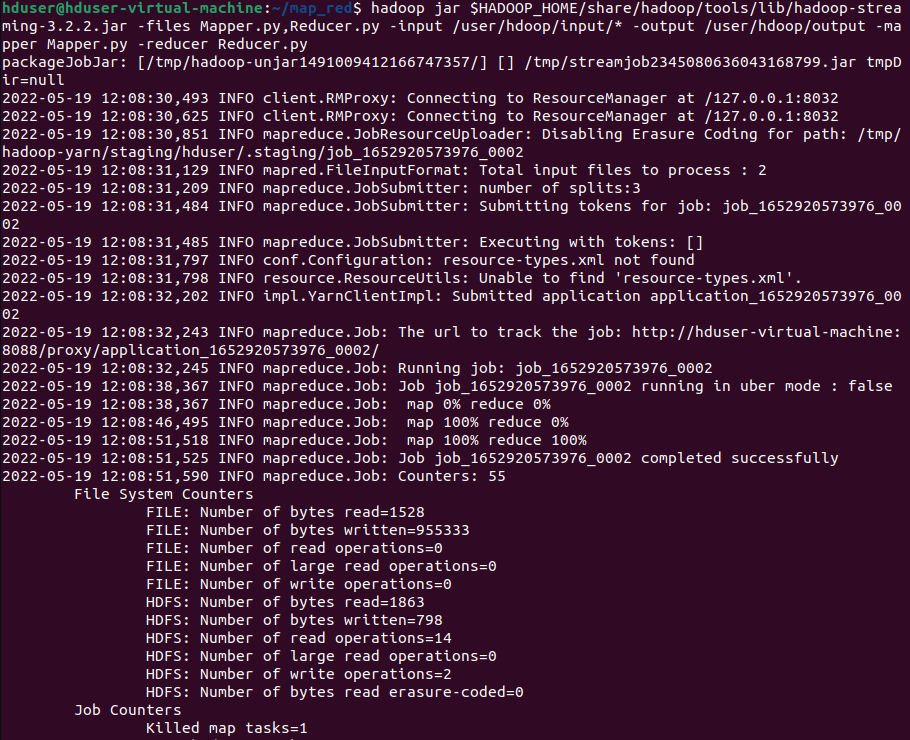 hduser@hduser-virtual-machine:~/map_red$ hadoop jar $HADOOP_HOME/share/hadoop/tools/lib/hadoop-strea
ming-3.2.2.jar -files Mapper.py,Reducer.py -input /user/hdoop/input/* -output /user/hdoop/output -ma
pper Mapper.py -reducer Reducer.py
packageJobJar: [/tmp/hadoop-unjar1491009412166747357/] [] /tmp/streamjob2345080636043168799.jar tmpD
ir=null
2022-05-19 12:08:30,493 INFO client.RMProxy: Connecting to ResourceManager at /127.0.0.1:8032
2022-05-19 12:08:30,625 INFO client.RMProxy: Connecting to ResourceManager at /127.0.0.1:8032
2022-05-19 12:08:30,851 INFO mapreduce.JobResourceUploader: Disabling Erasure Coding for path: /tmp/
hadoop-yarn/staging/hduser/.staging/job_1652920573976_0002
2022-05-19 12:08:31,129 INFO mapred.FileInputFormat: Total input files to process : 2
2022-05-19 12:08:31,209 INFO mapreduce.JobSubmitter: number of splits:3
2022-05-19 12:08:31,484 INFO mapreduce.JobSubmitter: Submitting tokens for job: job_1652920573976_00
02
2022-05-19 12:08:31,485 INFO mapreduce.JobSubmitter: Executing with tokens: []
2022-05-19 12:08:31,797 INFO conf.Configuration: resource-types.xml not found
2022-05-19 12:08:31,798 INFO resource.ResourceUtils: Unable to find 'resource-types.xml'.
2022-05-19 12:08:32,202 INFO impl.YarnClientImpl: Submitted application application_1652920573976_00
02
2022-05-19 12:08:32,243 INFO mapreduce.Job: The url to track the job: http://hduser-virtual-machine:
8088/proxy/application_1652920573976_0002/
2022-05-19 12:08:32,245 INFO mapreduce.Job: Running job: job_1652920573976_0002
2022-05-19 12:08:38,367 INFO mapreduce.Job: Job job_1652920573976_0002 running in uber mode : false
2022-05-19 12:08:38,367 INFO mapreduce.Job:  map 0% reduce 0%
2022-05-19 12:08:46,495 INFO mapreduce.Job:  map 100% reduce 0%
2022-05-19 12:08:51,518 INFO mapreduce.Job:  map 100% reduce 100%
2022-05-19 12:08:51,525 INFO mapreduce.Job: Job job_1652920573976_0002 completed successfully
2022-05-19 12:08:51,590 INFO mapreduce.Job: Counters: 55
File System Counters
FILE: Number of bytes read=1528
FILE: Number of bytes written=955333
FILE: Number of read operations=0
FILE: Number of large read operations=0
FILE: Number of write operations=0
HDFS: Number of bytes read=1863
HDFS: Number of bytes written=798
HDFS: Number of read operations=14
HDFS: Number of large read operations=0
HDFS: Number of write operations=2
HDFS: Number of bytes read erasure-coded=0
Job Counters
Killed map tasks=1